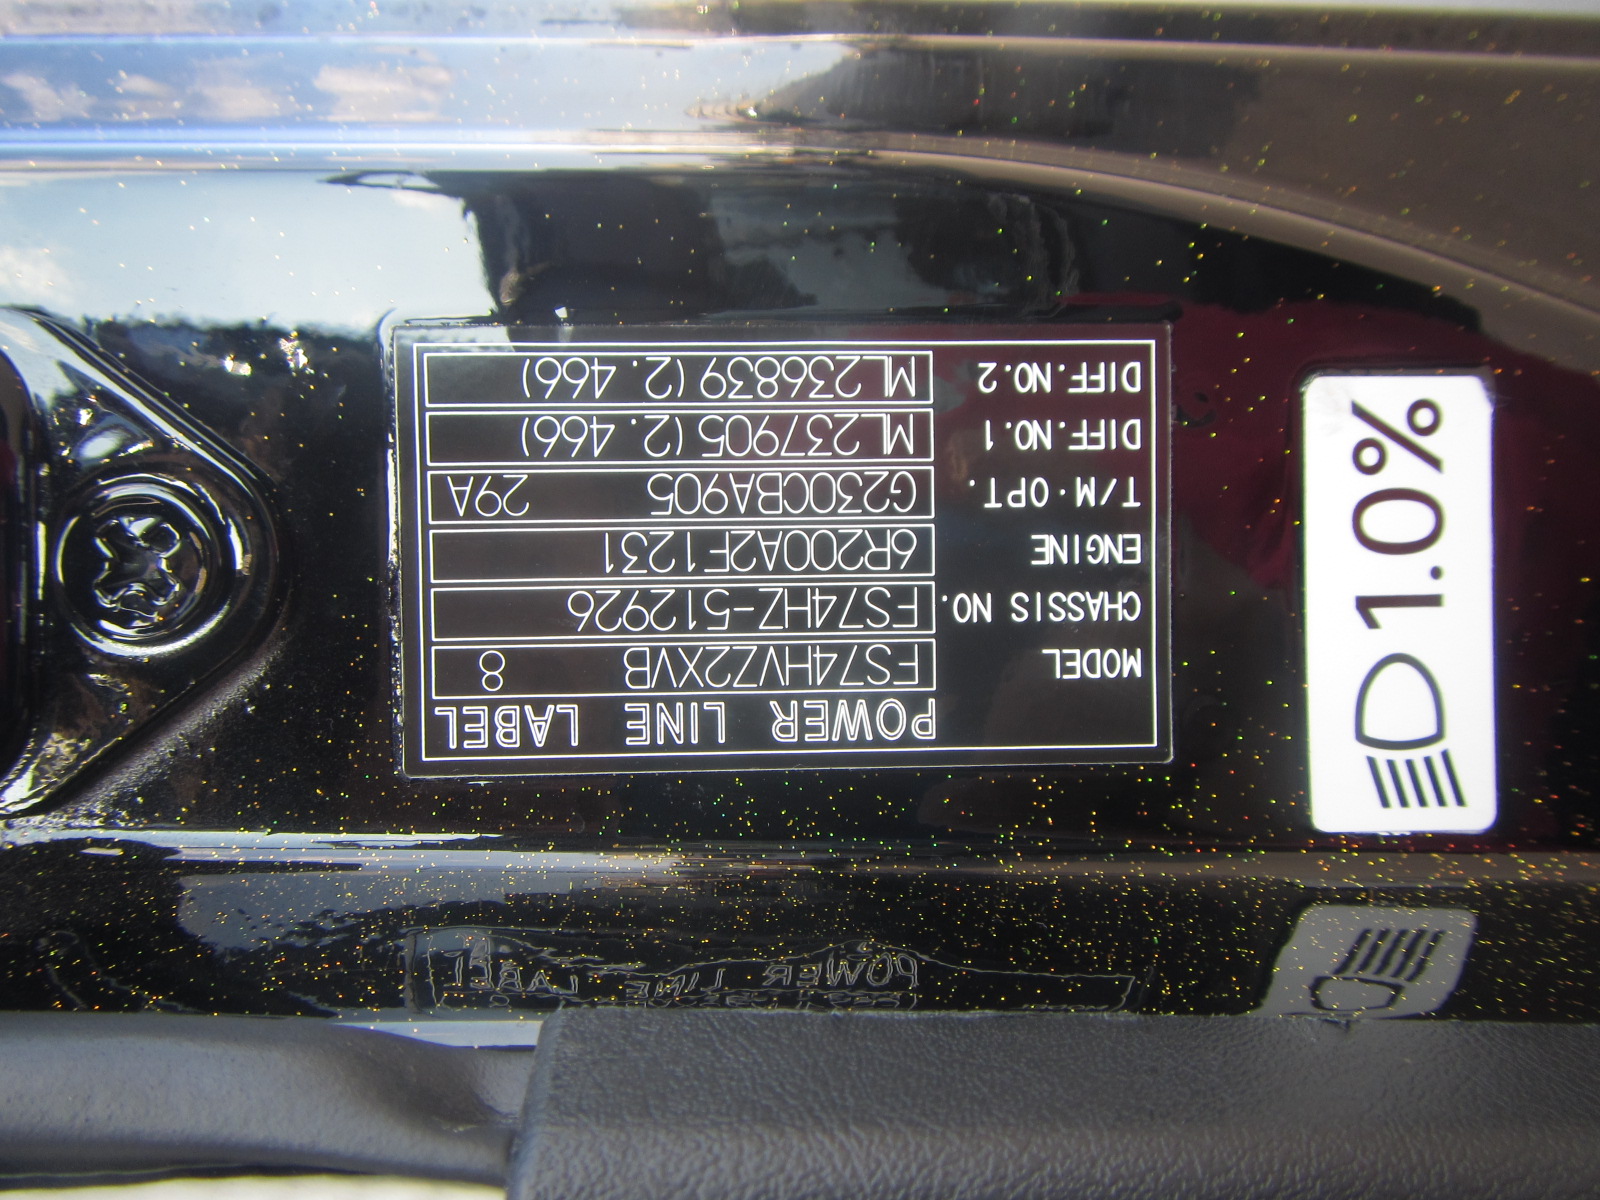 POWER LINE LABEL
MODEL FS74HVZ2XVB 8
CHASSIS NO. FS74HZ-512926
ENGINE 6R200A2F1231
T/M·OPT. G230CBA905 29A
DIFF.NO.1 ML237905 (2.466)
DIFF.NO.2 ML236839 (2.466)
1.0%